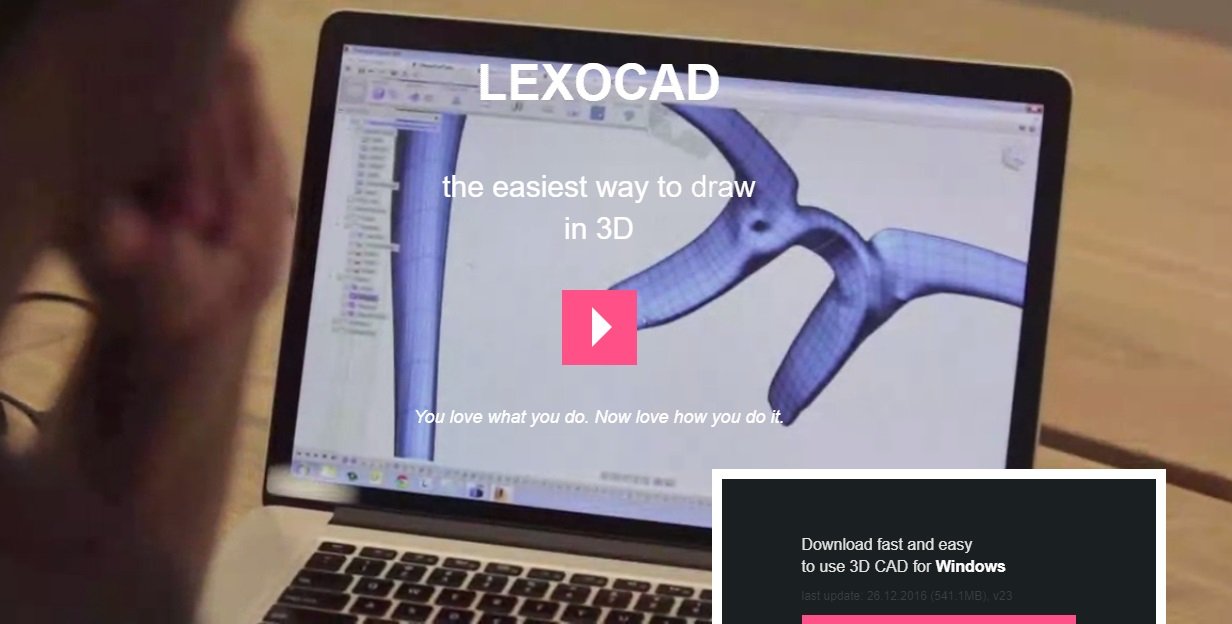 LEXOCAD
the easiest way to draw
in 3D
You love what you do. Now love how you do it.
Download fast and easy
to use 3D CAD for Windows
last update: 26.12.2016 (541.1MB), v23